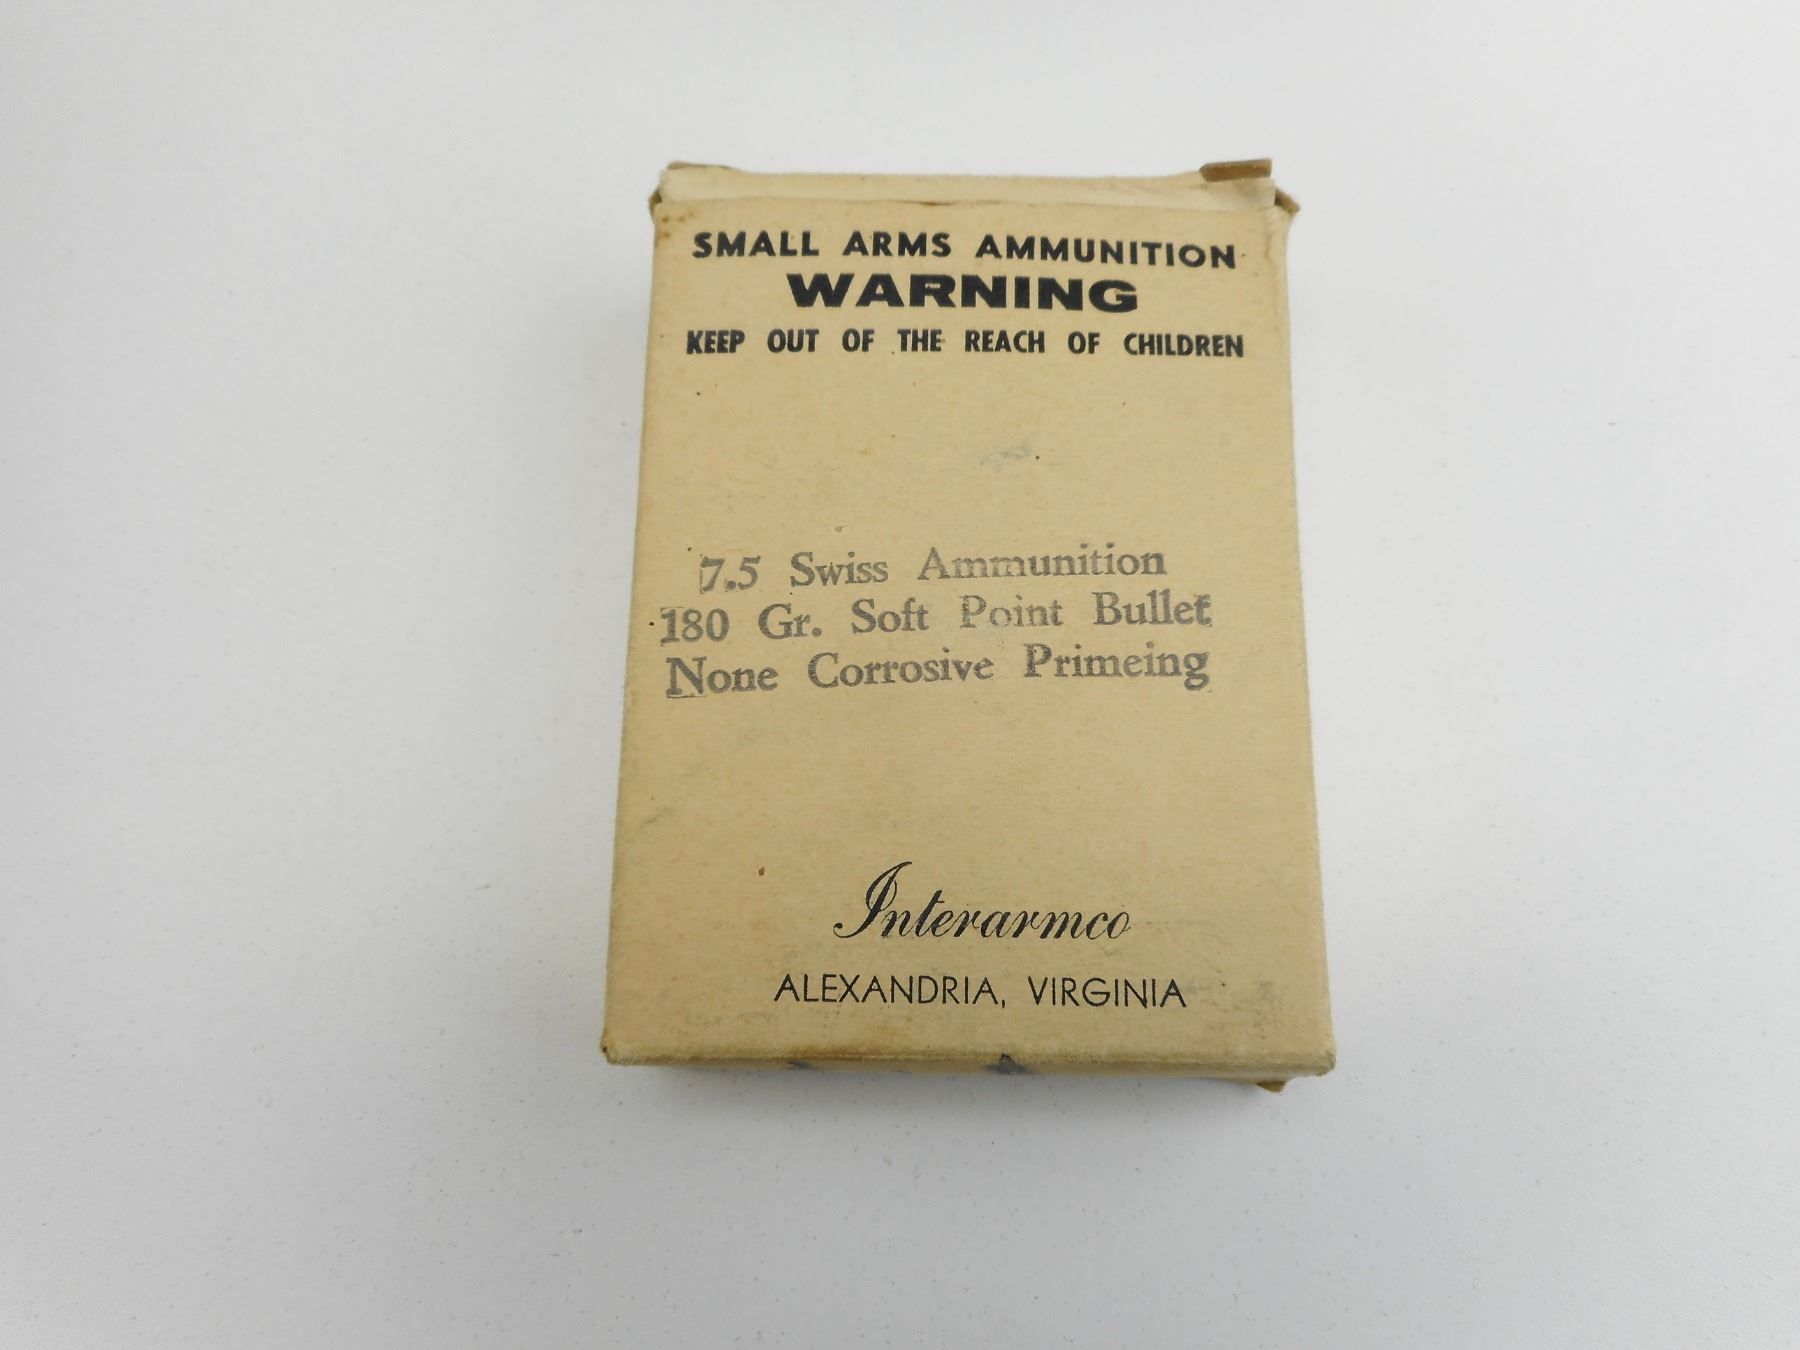 SMALL ARMS AMMUNITION
WARNING
KEEP OUT OF THE REACH OF CHILDREN
7.5 Swiss Ammunition
180 Gr. Soft Point Bullet
None Corrosive Primeing
Interarmco
ALEXANDRIA, VIRGINIA